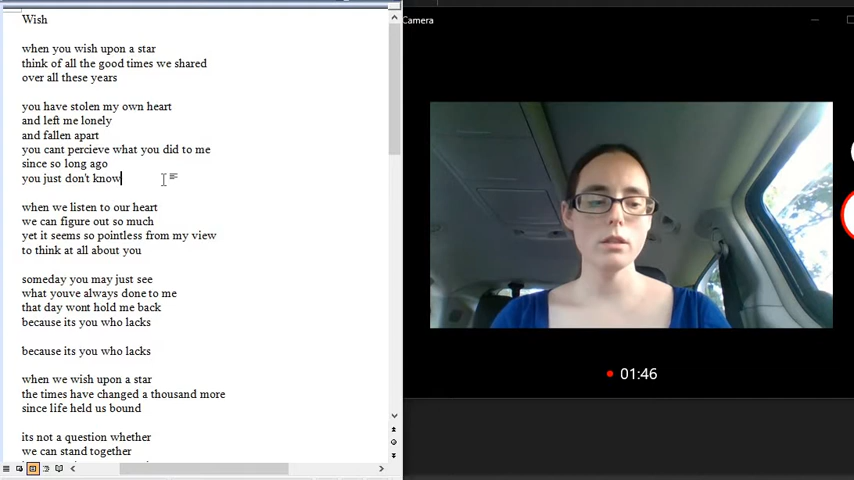 Wish
when you wish upon a star
think of all the good times we shared
over all these years
you have stolen my own heart
and left me lonely
and fallen apart
you cant percieve what you did to me
since so long ago
you just don't know
when we listen to our heart
we can figure out so much
yet it seems so pointless from my view
to think at all about you
someday you may just see
what youve always done to me
that day wont hold me back
because its you who lacks
because its you who lacks
when we wish upon a star
the times have changed a thousand more
since life held us bound
its not a question whether
we can stand together
Camera
01:46